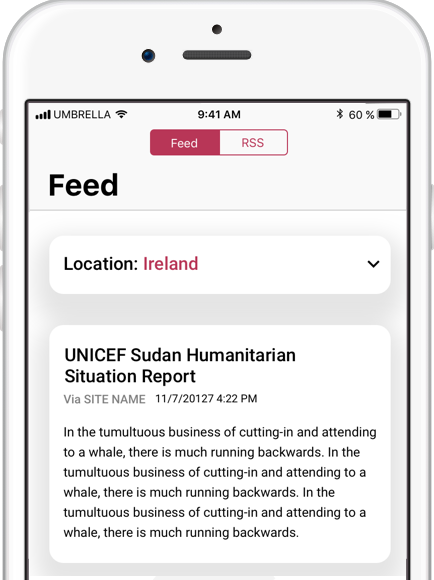 UMBRELLA 9:41 AM 60 %
Feed RSS
Feed
Location: Ireland
UNICEF Sudan Humanitarian
Situation Report
Via SITE NAME 11/7/20127 4:22 PM
In the tumultuous business of cutting-in and attending
to a whale, there is much running backwards. In the
tumultuous business of cutting-in and attending to a
whale, there is much running backwards. In the
tumultuous business of cutting-in and attending to a
whale, there is much running backwards.